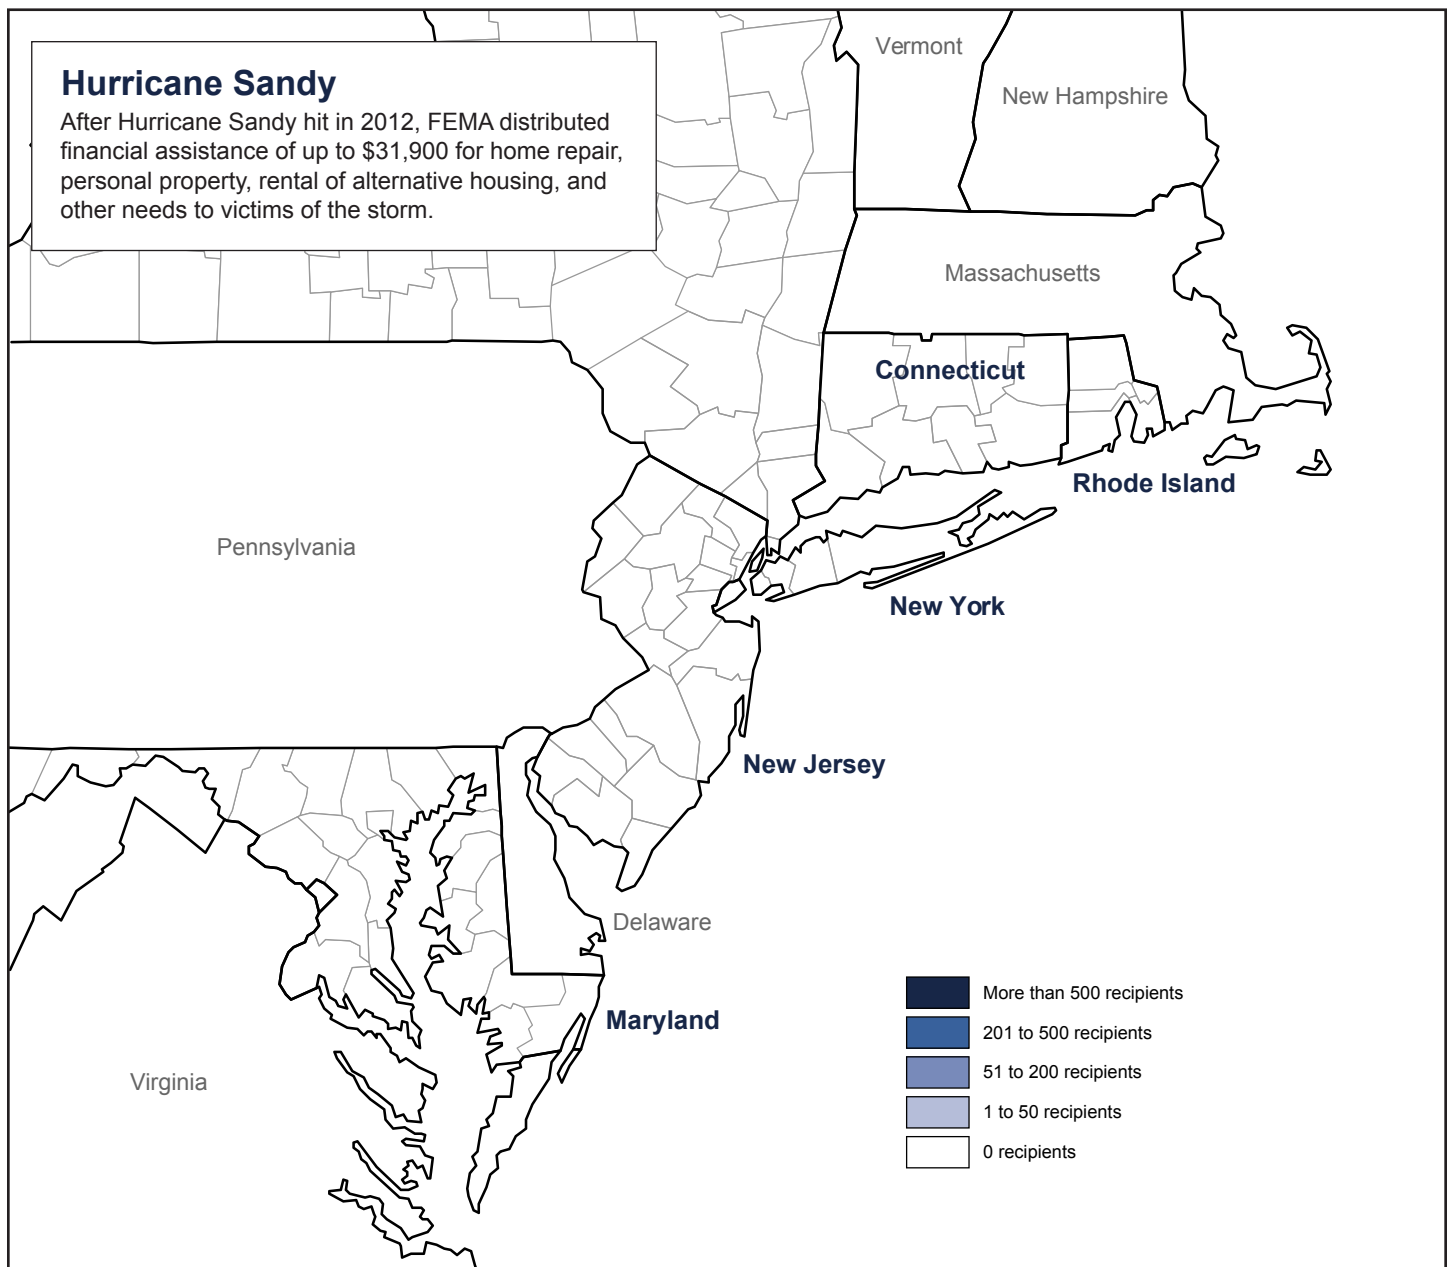 Hurricane Sandy
After Hurricane Sandy hit in 2012, FEMA distributed
financial assistance of up to $31,900 for home repair,
personal property, rental of alternative housing, and
other needs to victims of the storm.
Vermont
New Hampshire
Massachusetts
Connecticut
Rhode Island
Pennsylvania
New York
New Jersey
Delaware
Maryland
Virginia
More than 500 recipients
201 to 500 recipients
51 to 200 recipients
1 to 50 recipients
0 recipients